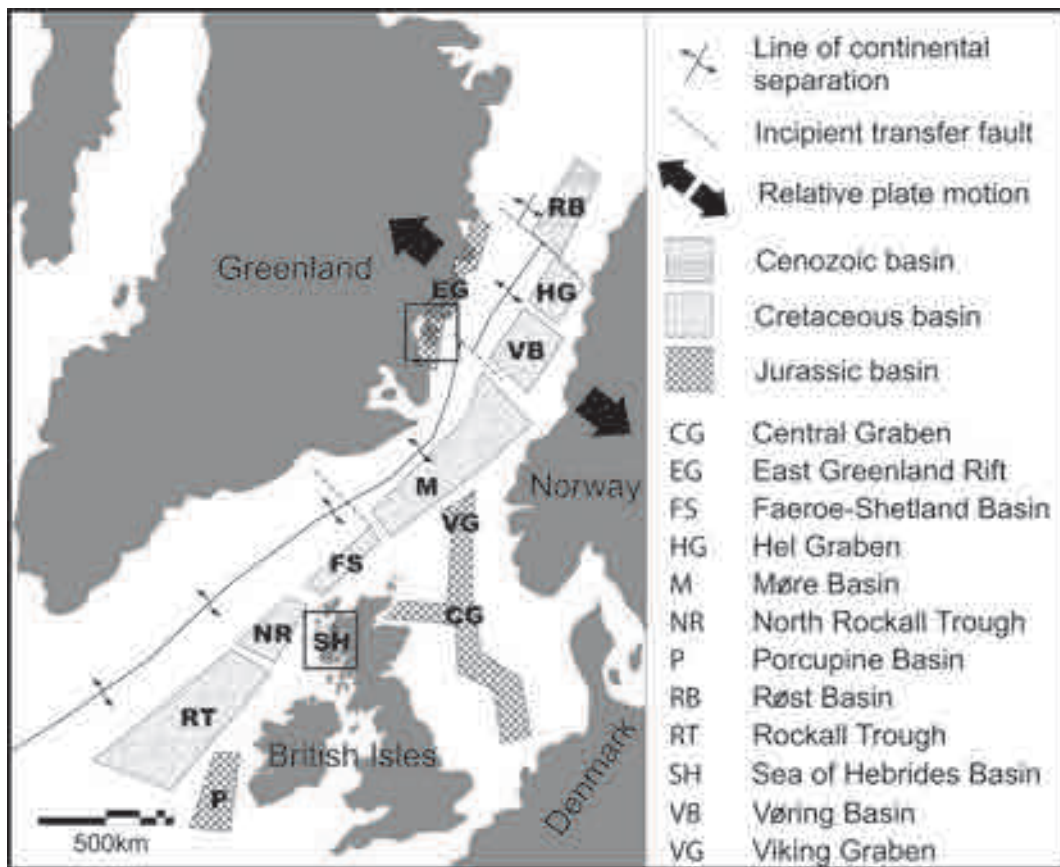 Line of continental
separation
Incipient transfer fault
Relative plate motion
Cenozoic basin
Cretaceous basin
Jurassic basin
CG Central Graben
EG East Greenland Rift
FS Faeroe-Shetland Basin
HG Hel Graben
M Møre Basin
NR North Rockall Trough
P Porcupine Basin
RB Røst Basin
RT Rockall Trough
SH Sea of Hebrides Basin
VB Vøring Basin
VG Viking Graben
RB
Greenland
EG
HG
VB
M
Norway
VG
FS
CG
NR
SH
RT
British Isles
Denmark
P
500km